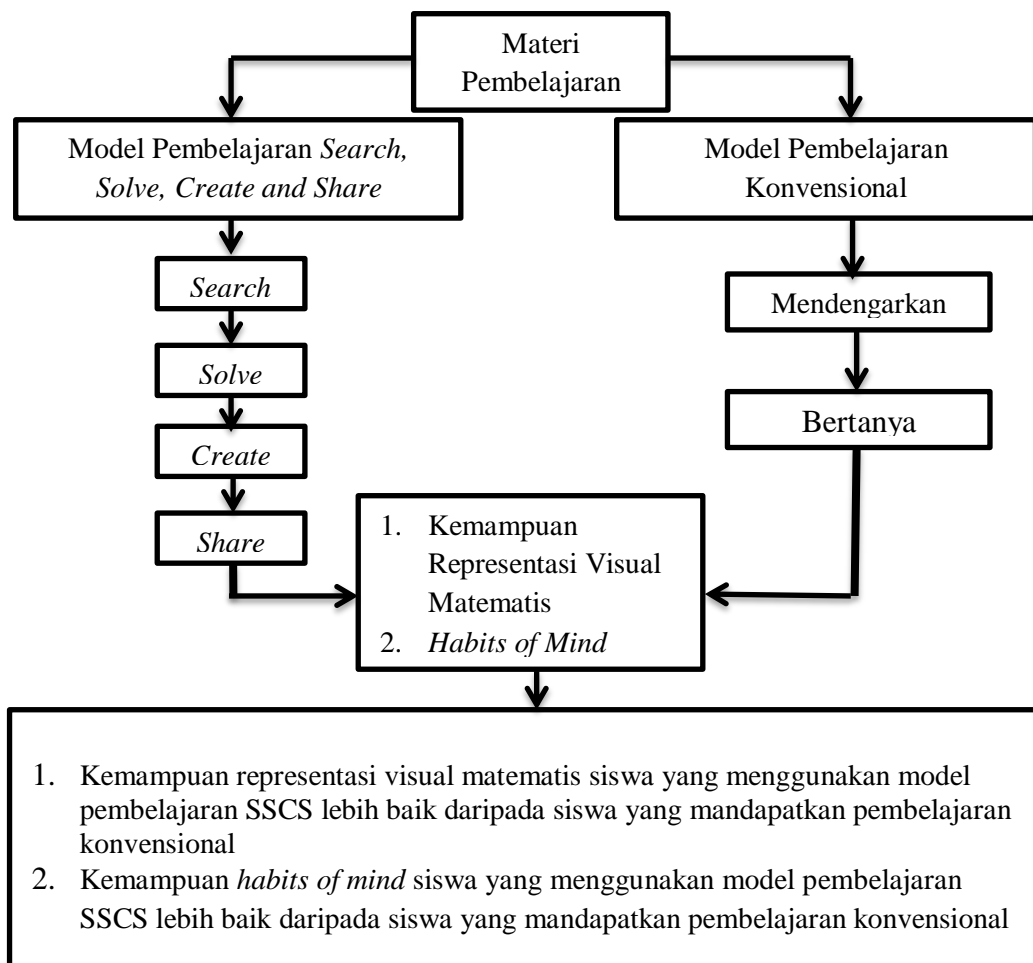 Materi
Pembelajaran
Model Pembelajaran Search,
Solve, Create and Share
Model Pembelajaran
Konvensional
Search
Solve
Create
Share
Mendengarkan
Bertanya
1. Kemampuan
Representasi Visual
Matematis
2. Habits of Mind
1. Kemampuan representasi visual matematis siswa yang menggunakan model
pembelajaran SSCS lebih baik daripada siswa yang mandapatkan pembelajaran
konvensional
2. Kemampuan habits of mind siswa yang menggunakan model pembelajaran
SSCS lebih baik daripada siswa yang mandapatkan pembelajaran konvensional